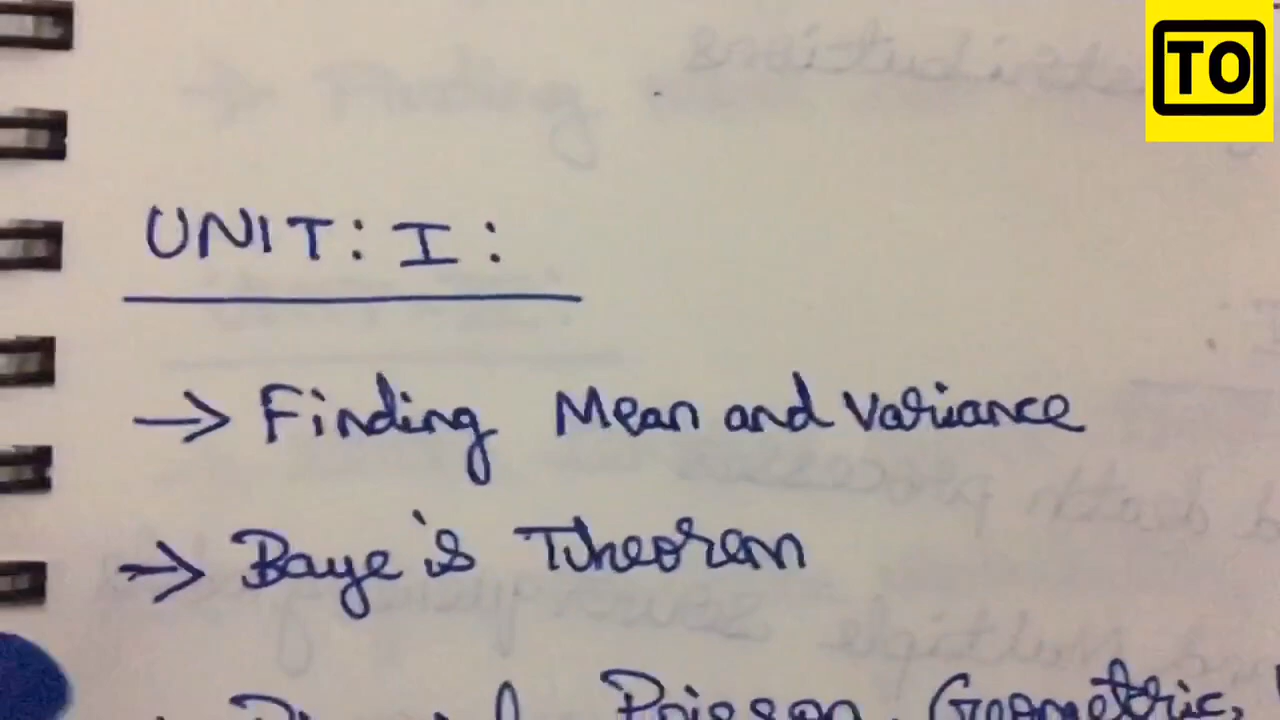 TO
UNIT: I:
→ Finding Mean and Variance
→ Baye's Theorem
Poisson, Geometric,